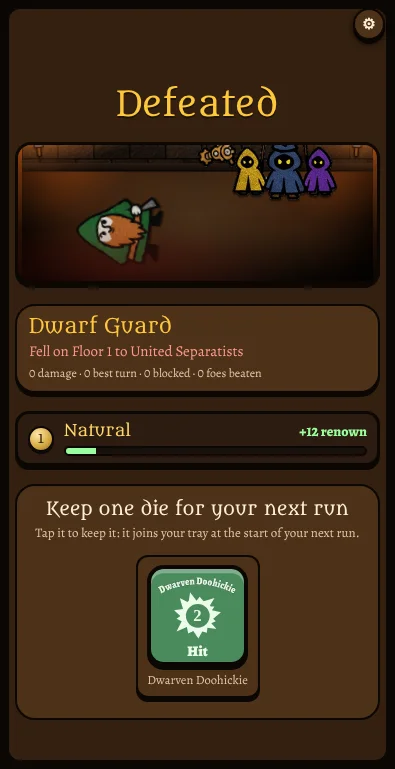 Defeated
Dwarf Guard
Fell on Floor 1 to United Separatists
0 damage · 0 best turn · 0 blocked · 0 foes beaten
1
Natural
+12 renown
Keep one die for your next run
Tap it to keep it: it joins your tray at the start of your next run.
Dwarven Doohickie
2
Hit
Dwarven Doohickie